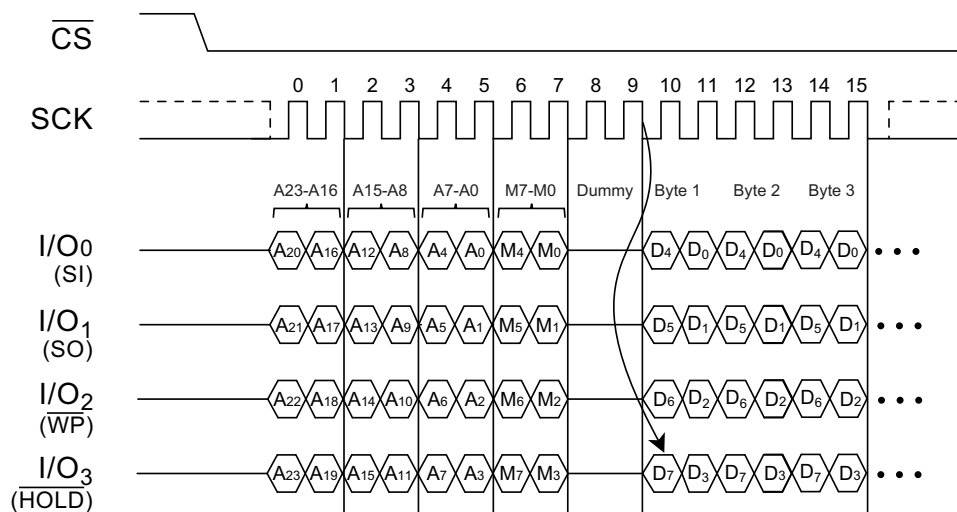 CS
0 1 2 3 4 5 6 7 8 9 10 11 12 13 14 15
SCK
A23-A16 A15-A8 A7-A0 M7-M0 Dummy Byte 1 Byte 2 Byte 3
I/O0 A20 A16 A12 A8 A4 A0 M4 M0 D4 D0 D4 D0 D4 D0
(SI)
I/O1 A21 A17 A13 A9 A5 A1 M5 M1 D5 D1 D5 D1 D5 D1
(SO)
I/O2 A22 A18 A14 A10 A6 A2 M6 M2 D6 D2 D6 D2 D6 D2
(WP)
I/O3 A23 A19 A15 A11 A7 A3 M7 M3 D7 D3 D7 D3 D7 D3
(HOLD)